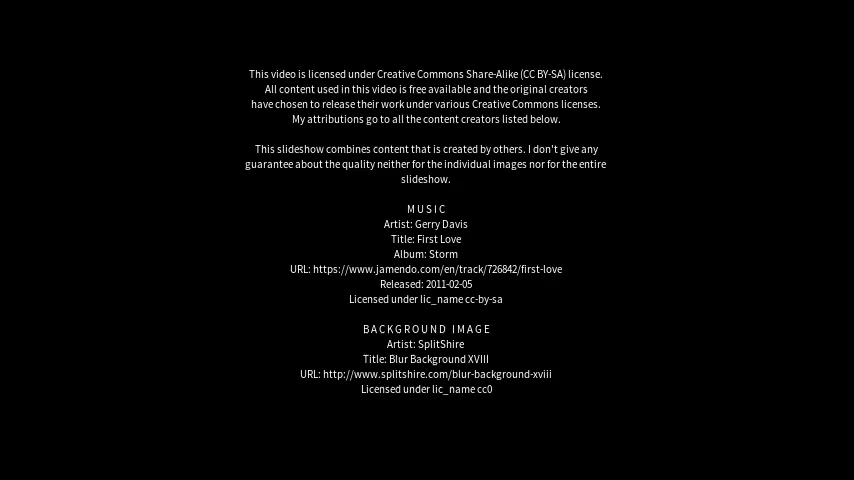 This video is licensed under Creative Commons Share-Alike (CC BY-SA) license.
All content used in this video is free available and the original creators
have chosen to release their work under various Creative Commons licenses.
My attributions go to all the content creators listed below.
This slideshow combines content that is created by others. I don't give any
guarantee about the quality neither for the individual images nor for the entire
slideshow.
MUSIC
Artist: Gerry Davis
Title: First Love
Album: Storm
URL: https://www.jamendo.com/en/track/726842/first-love
Released: 2011-02-05
Licensed under lic_name cc-by-sa
BACKGROUND IMAGE
Artist: SplitShire
Title: Blur Background XVIII
URL: http://www.splitshire.com/blur-background-xviii
Licensed under lic_name cc0